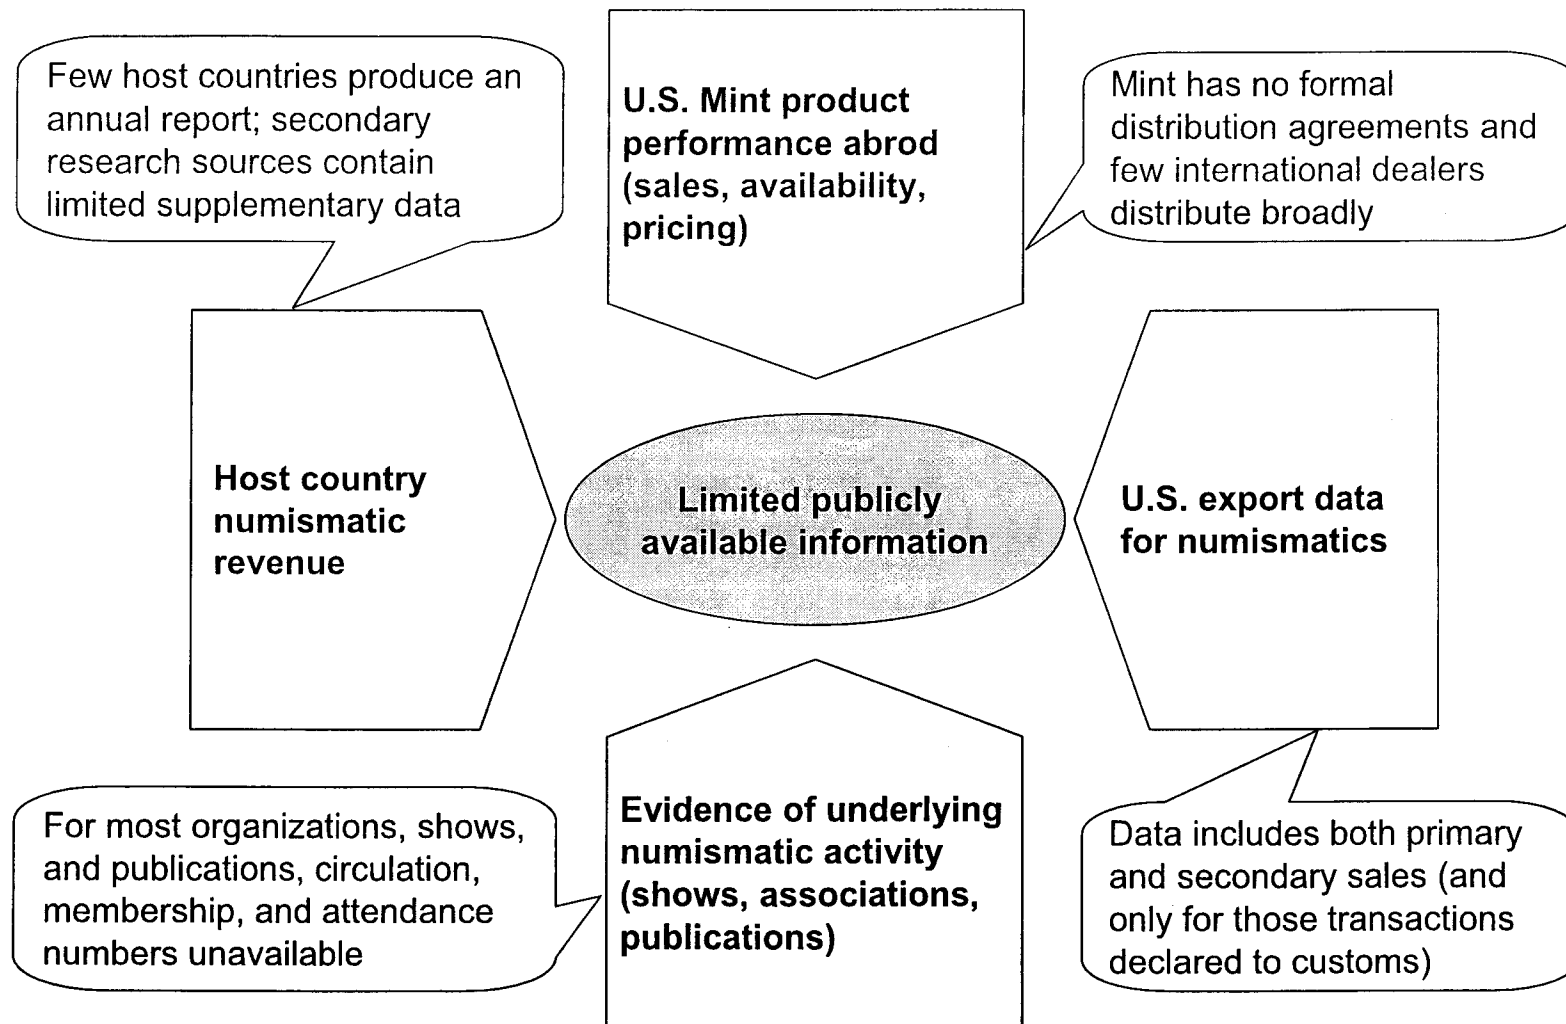 Few host countries produce an
annual report; secondary
research sources contain
limited supplementary data
U.S. Mint product
performance abrod
(sales, availability,
pricing)
Mint has no formal
distribution agreements and
few international dealers
distribute broadly
Host country
numismatic
revenue
Limited publicly
available information
U.S. export data
for numismatics
For most organizations, shows,
and publications, circulation,
membership, and attendance
numbers unavailable
Evidence of underlying
numismatic activity
(shows, associations,
publications)
Data includes both primary
and secondary sales (and
only for those transactions
declared to customs)